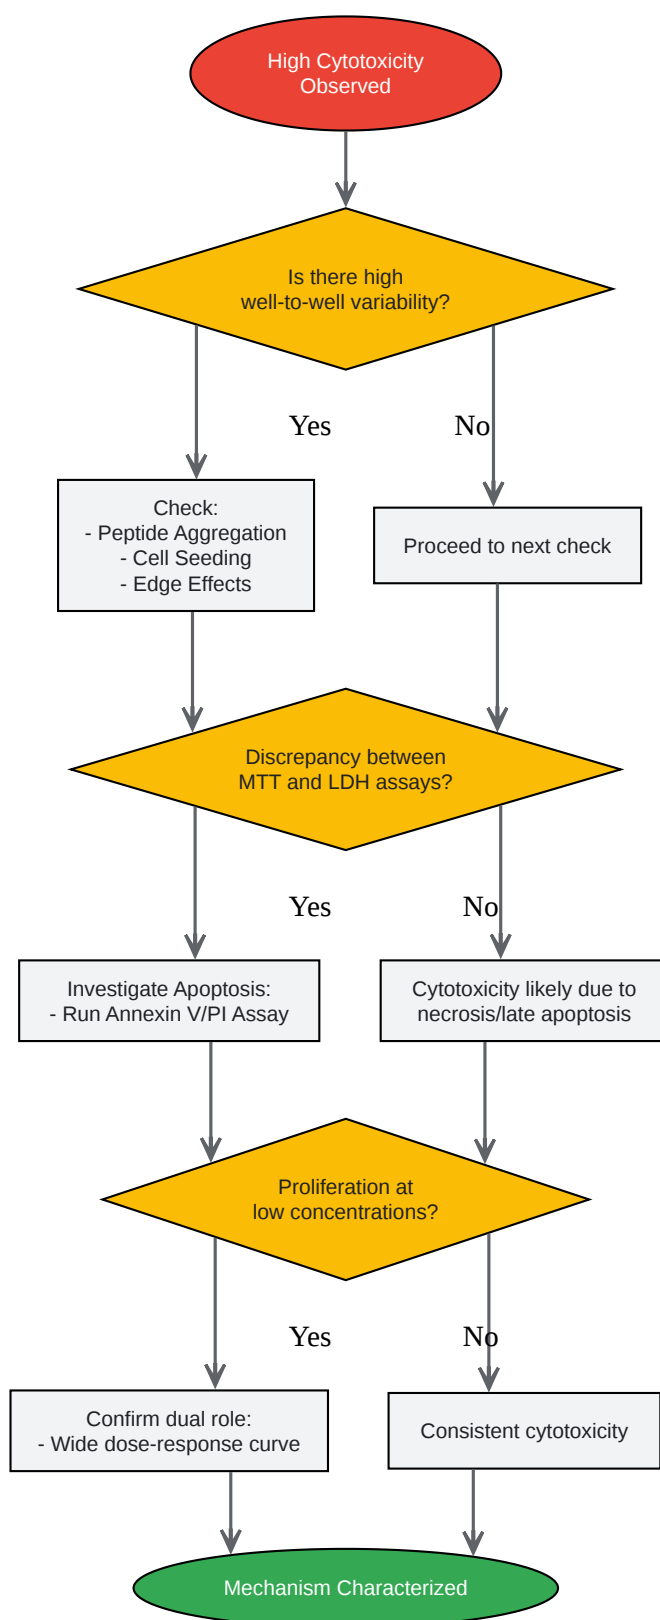 High Cytotoxicity
Observed
Is there high
well-to-well variability?
Yes
No
Check:
- Peptide Aggregation
- Cell Seeding
- Edge Effects
Proceed to next check
Discrepancy between
MTT and LDH assays?
Yes
No
Investigate Apoptosis:
- Run Annexin V/PI Assay
Cytotoxicity likely due to
necrosis/late apoptosis
Proliferation at
low concentrations?
Yes
No
Confirm dual role:
- Wide dose-response curve
Consistent cytotoxicity
Mechanism Characterized